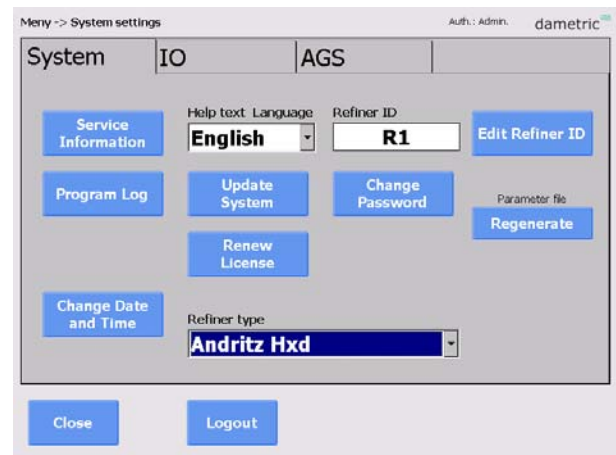 Meny -> System settings
Auth.: Admin.
dametric
System
IO
AGS
Help text Language
Refiner ID
Service
Information
English
R1
Edit Refiner ID
Program Log
Update
System
Change
Password
Parameter file
Regenerate
Renew
License
Change Date
and Time
Refiner type
Andritz Hxd
Close
Logout